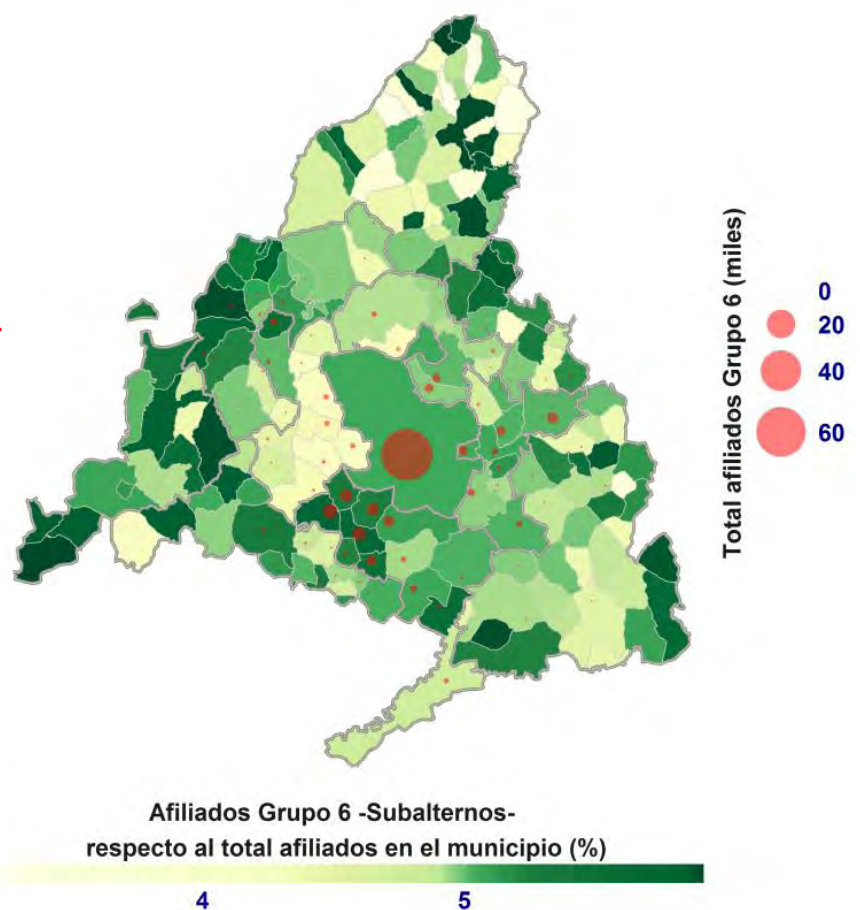 Total afiliados Grupo 6 (miles)
0
20
40
60
Afiliados Grupo 6 -Subalternos-
respecto al total afiliados en el municipio (%)
4
5